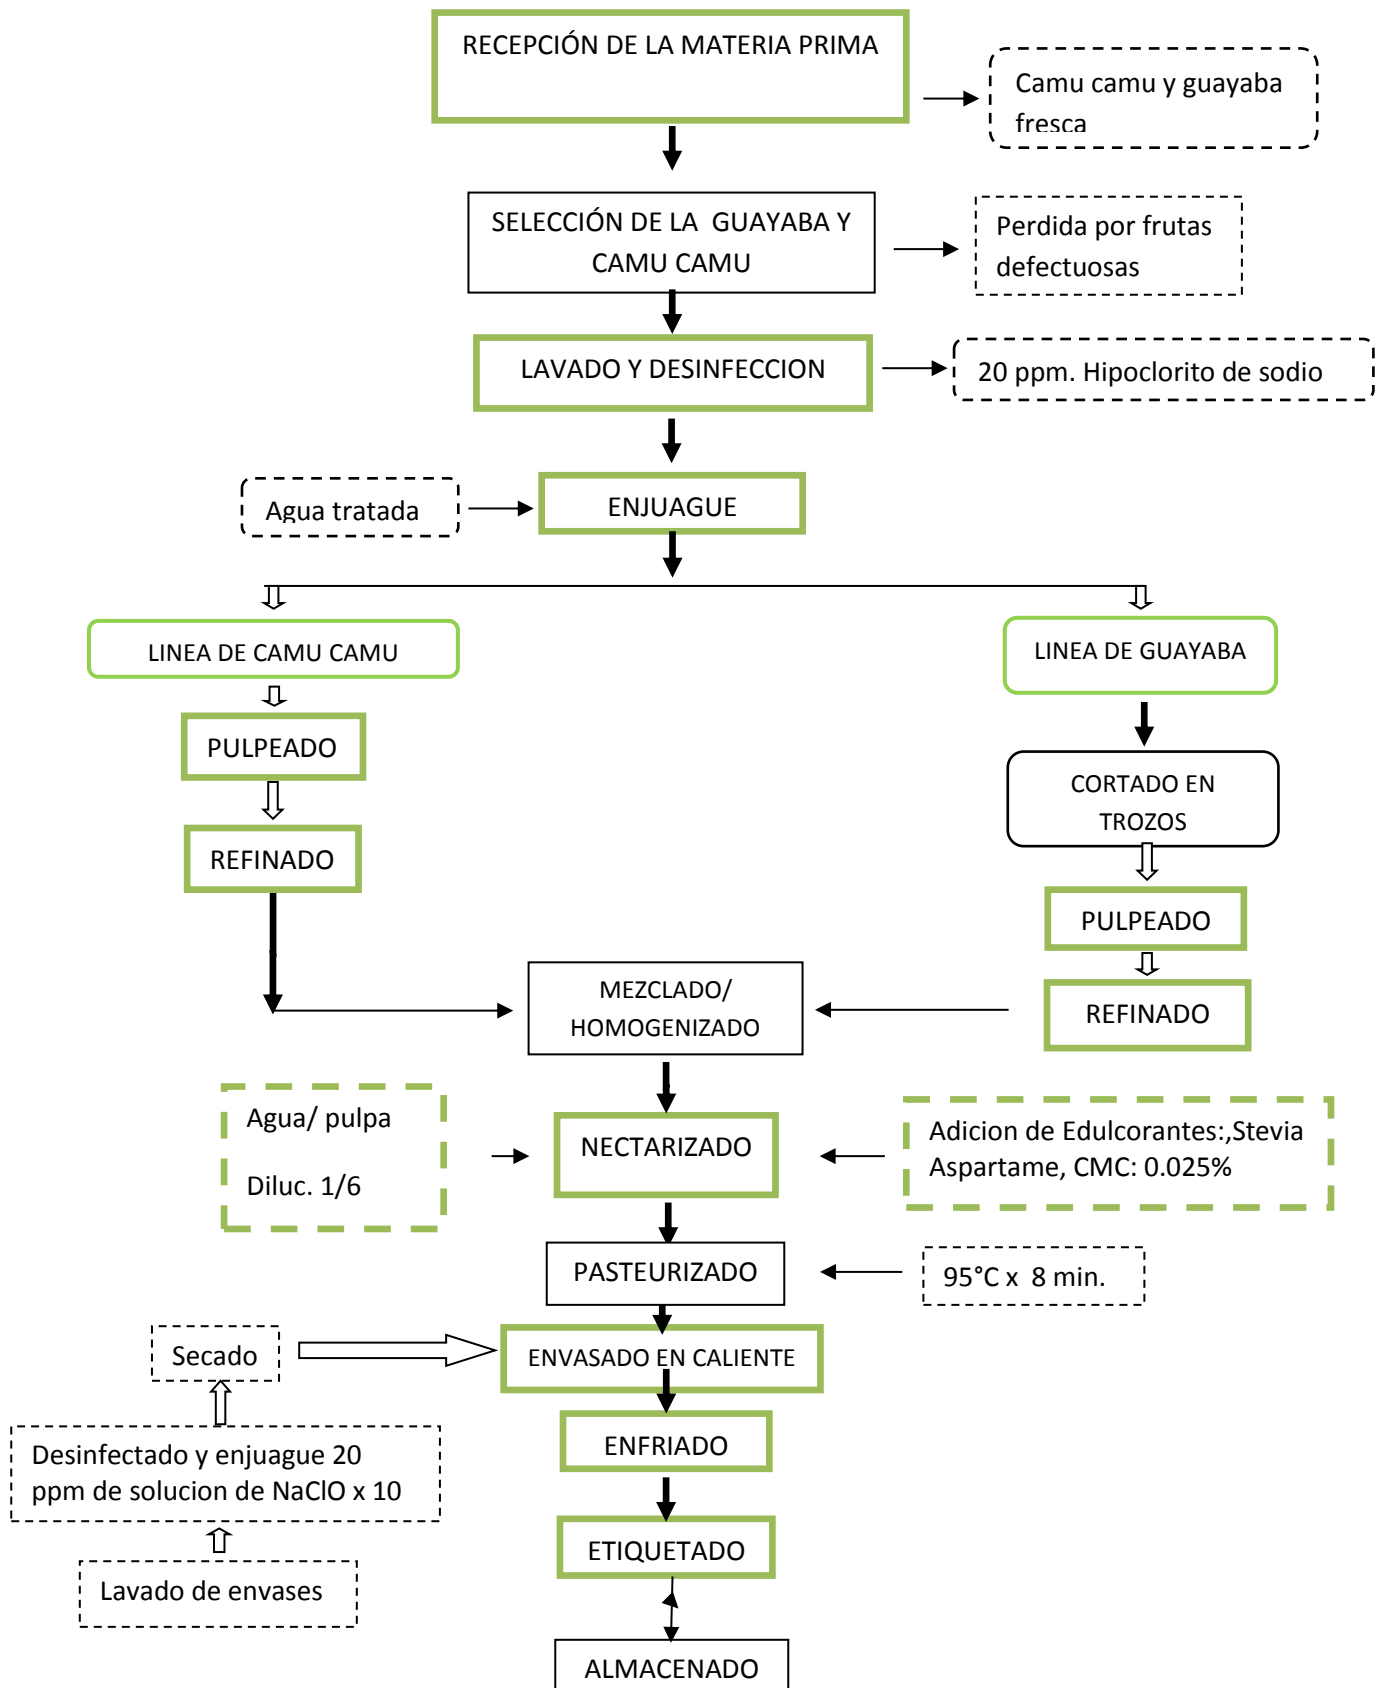 RECEPCIÓN DE LA MATERIA PRIMA
Camu camu y guayaba
fresca
SELECCIÓN DE LA GUAYABA Y
CAMU CAMU
Perdida por frutas
defectuosas
LAVADO Y DESINFECCION
20 ppm. Hipoclorito de sodio
Agua tratada
ENJUAGUE
LINEA DE CAMU CAMU
LINEA DE GUAYABA
PULPEADO
CORTADO EN
TROZOS
REFINADO
PULPEADO
MEZCLADO/
HOMOGENIZADO
REFINADO
Agua/ pulpa
Diluc. 1/6
NECTARIZADO
Adicion de Edulcorantes:,Stevia
Aspartame, CMC: 0.025%
PASTEURIZADO
95°C x 8 min.
Secado
ENVASADO EN CALIENTE
Desinfectado y enjuague 20
ppm de solucion de NaClO x 10
ENFRIADO
Lavado de envases
ETIQUETADO
ALMACENADO